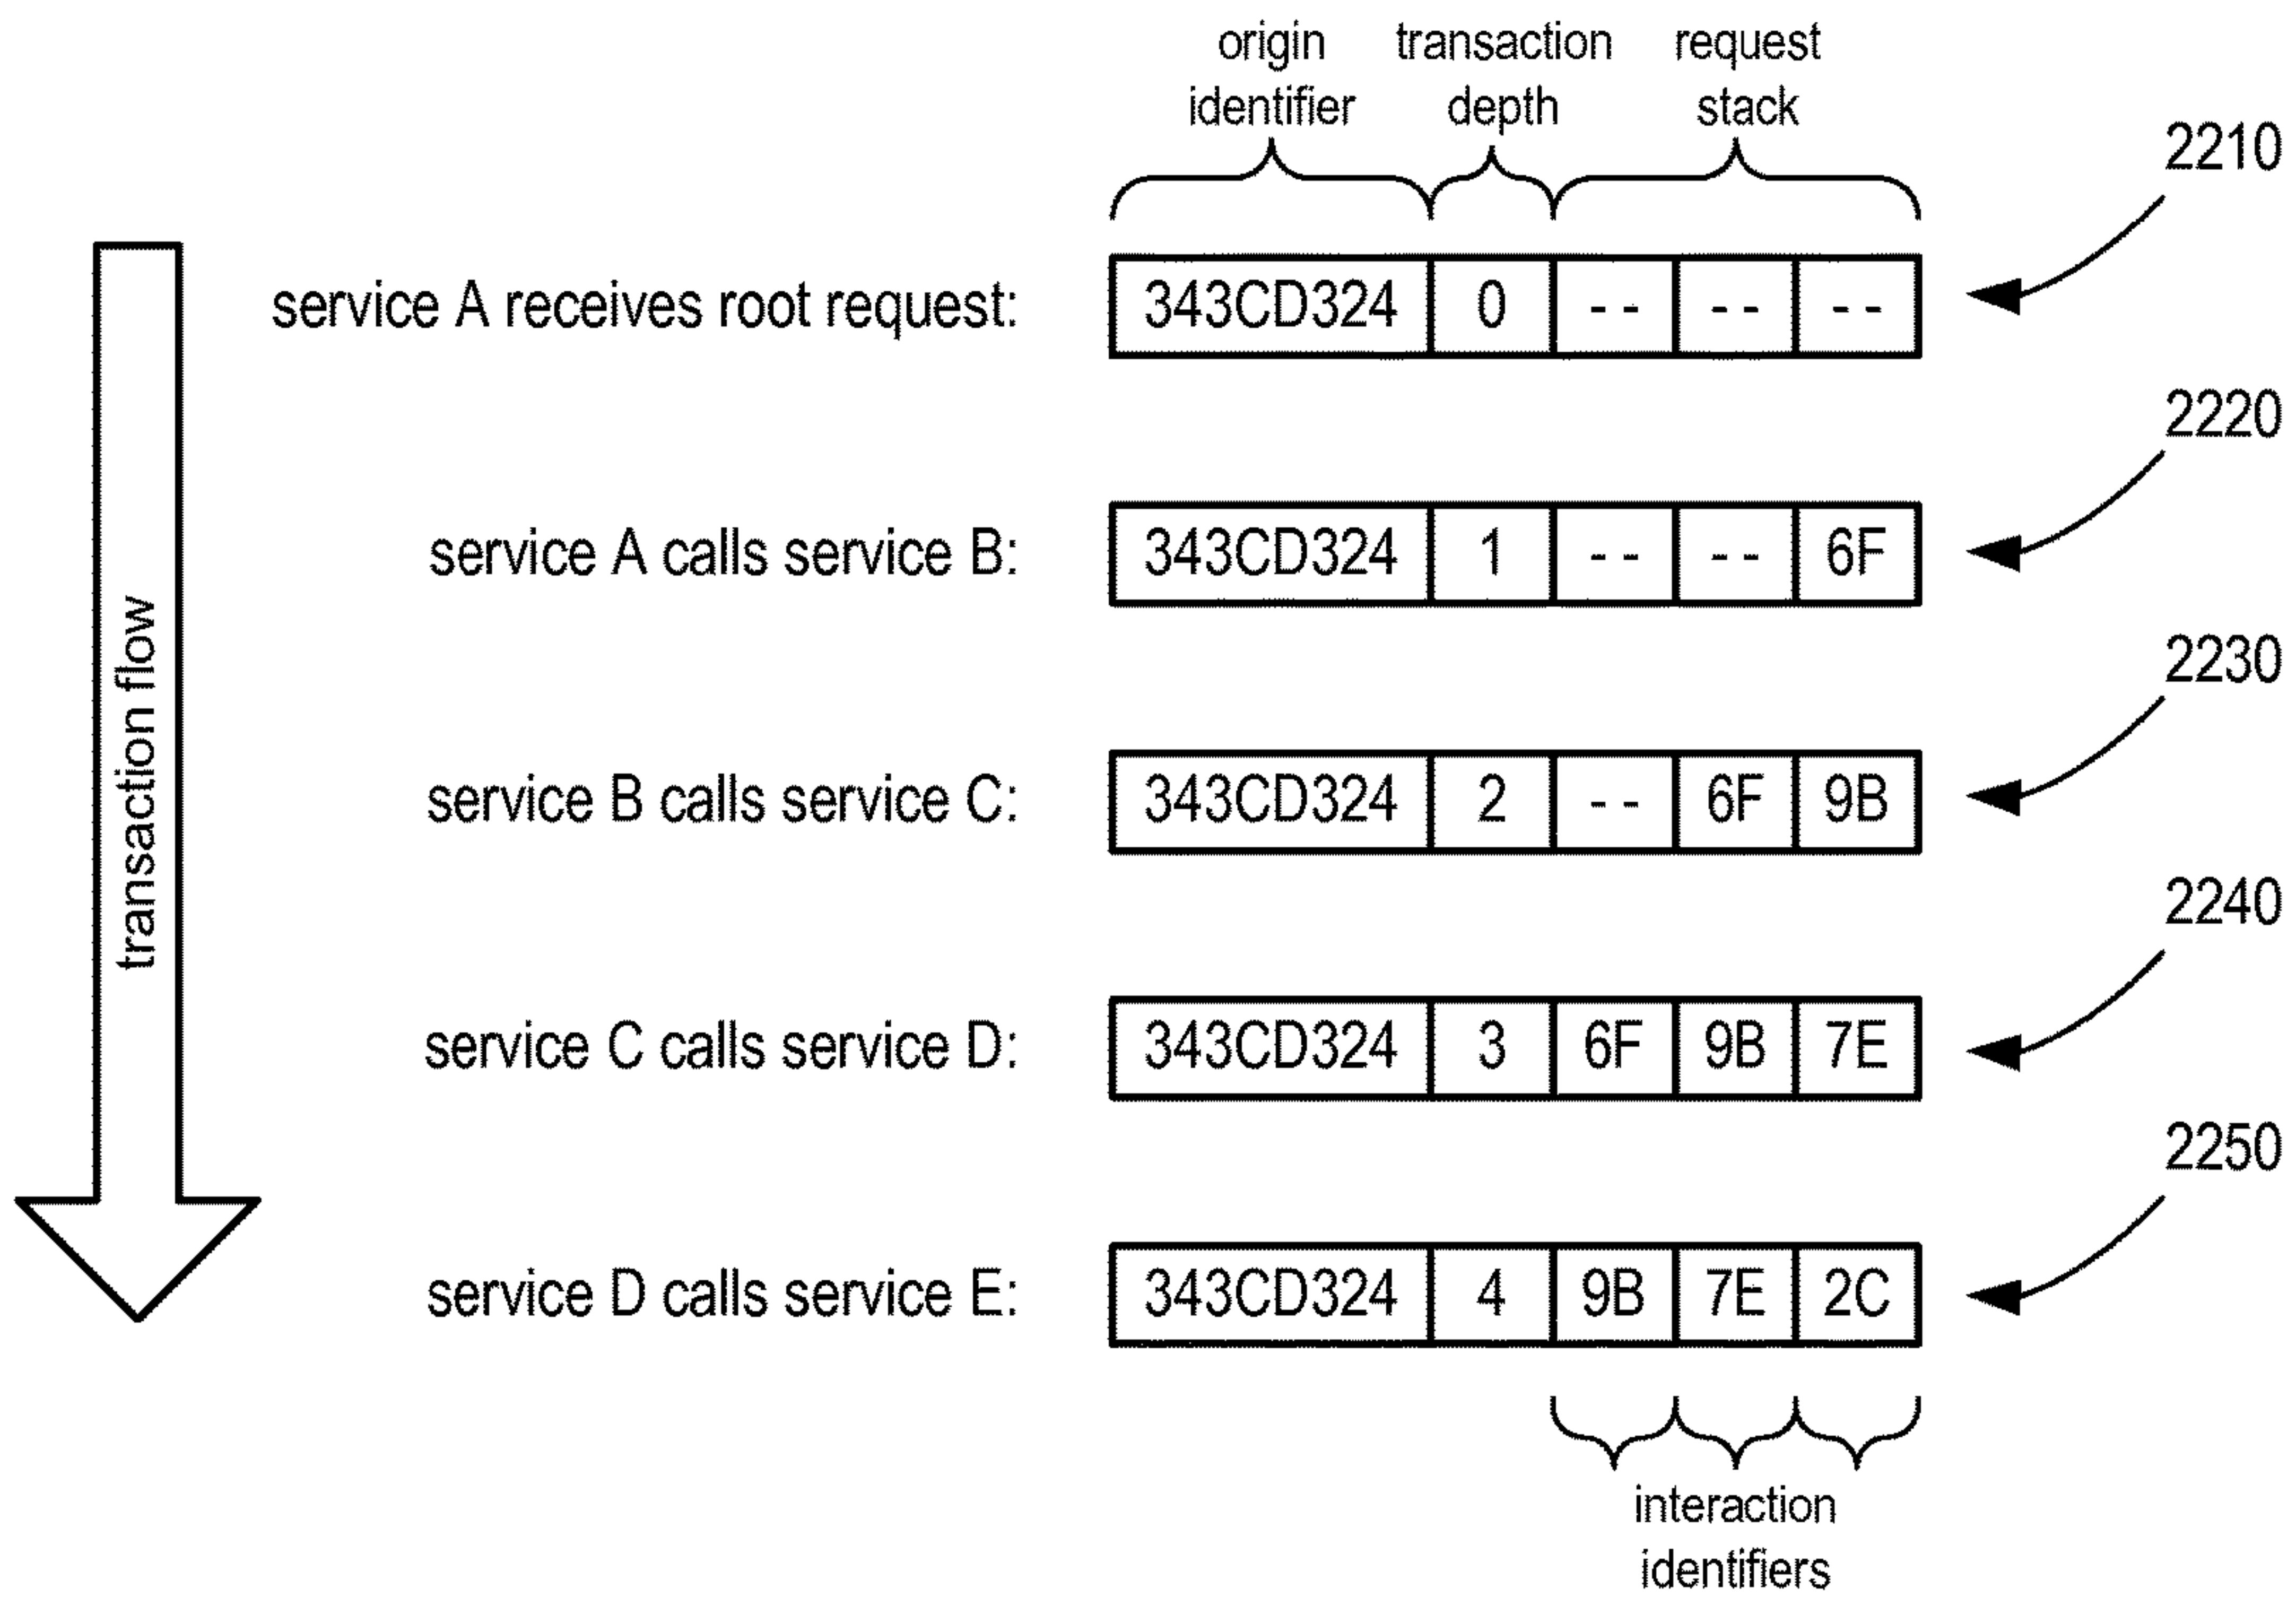 origin transaction request
identifier depth stack
2210
service A receives root request: 343CD324 0 -- -- --
2220
service A calls service B: 343CD324 1 -- -- 6F
2230
service B calls service C: 343CD324 2 -- 6F 9B
2240
service C calls service D: 343CD324 3 6F 9B 7E
2250
service D calls service E: 343CD324 4 9B 7E 2C
transaction flow
interaction
identifiers